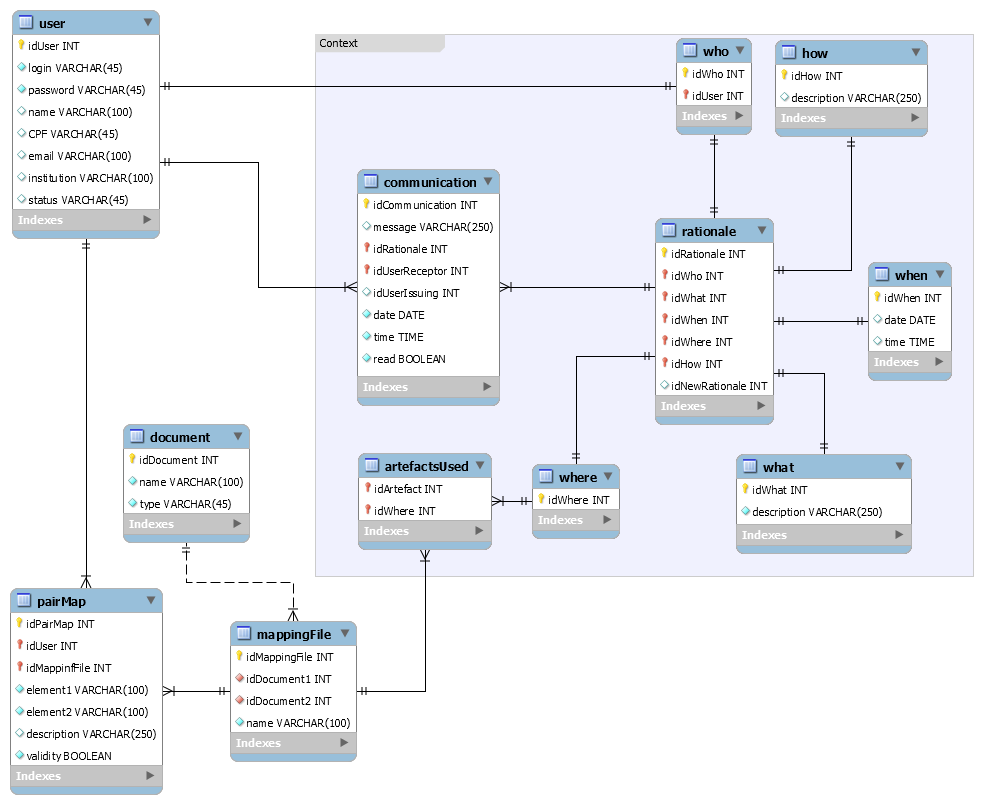 user
idUser INT
login VARCHAR(45)
password VARCHAR(45)
name VARCHAR(100)
CPF VARCHAR(45)
email VARCHAR(100)
institution VARCHAR(100)
status VARCHAR(45)
Indexes
Context
who
idWho INT
idUser INT
Indexes
how
idHow INT
description VARCHAR(250)
Indexes
communication
idCommunication INT
message VARCHAR(250)
idRationale INT
idUserReceptor INT
idUserIssuing INT
date DATE
time TIME
read BOOLEAN
Indexes
rationale
idRationale INT
idWho INT
idWhat INT
idWhen INT
idWhere INT
idHow INT
idNewRationale INT
Indexes
when
idWhen INT
date DATE
time TIME
Indexes
document
idDocument INT
name VARCHAR(100)
type VARCHAR(45)
Indexes
artefactsUsed
idArtefact INT
idWhere INT
Indexes
where
idWhere INT
Indexes
what
idWhat INT
description VARCHAR(250)
Indexes
pairMap
idPairMap INT
idUser INT
idMappinfFile INT
element1 VARCHAR(100)
element2 VARCHAR(100)
description VARCHAR(250)
validity BOOLEAN
Indexes
mappingFile
idMappingFile INT
idDocument1 INT
idDocument2 INT
name VARCHAR(100)
Indexes